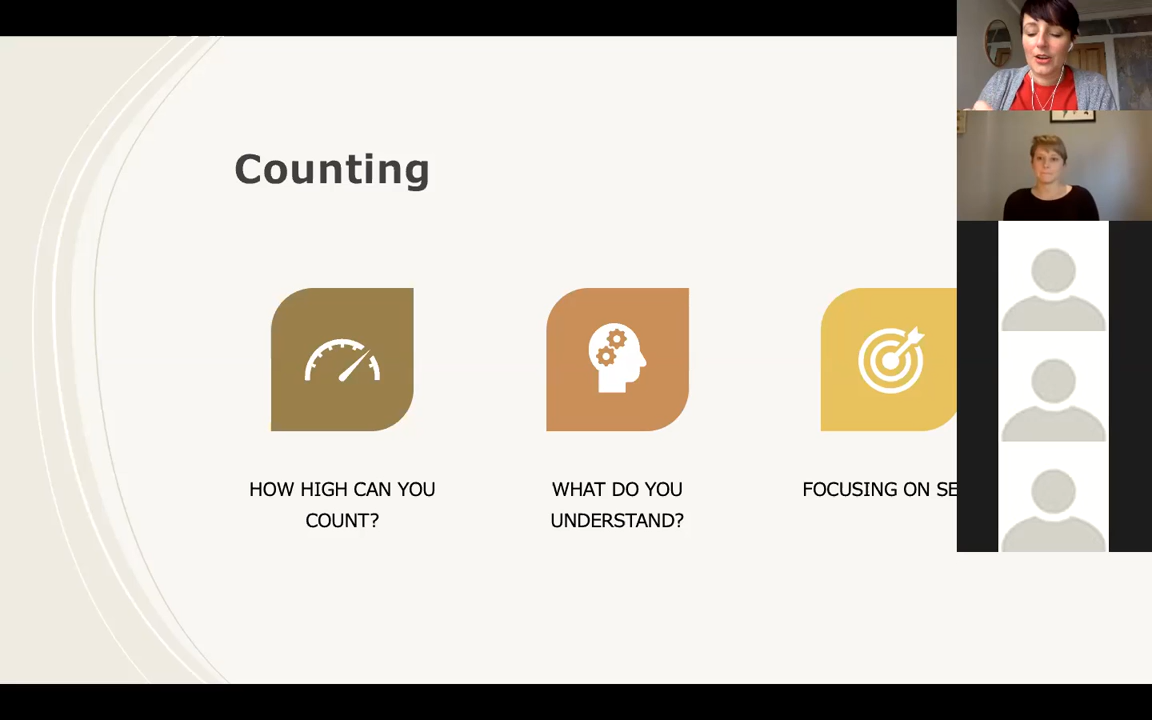 Counting
HOW HIGH CAN YOU
COUNT?
WHAT DO YOU
UNDERSTAND?
FOCUSING ON